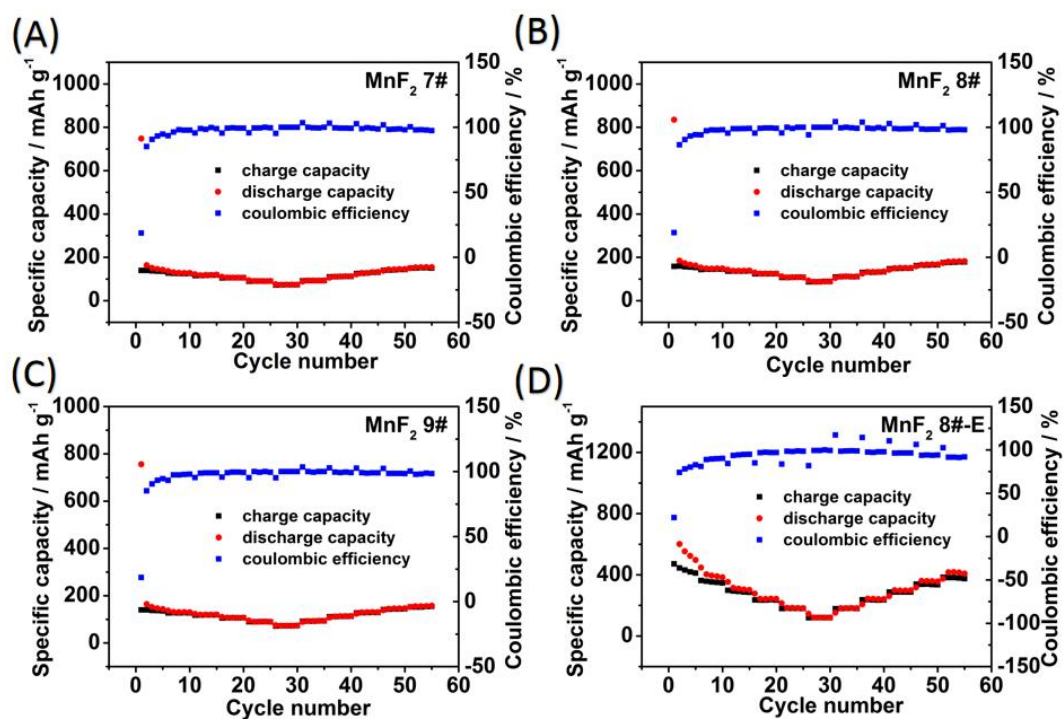 (A)
MnF₂ 7#
Specific capacity / mAh g⁻¹
1000
800
600
400
200
0
charge capacity
discharge capacity
coulombic efficiency
150
100
50
0
-50
Coulombic efficiency / %
0 10 20 30 40 50 60
Cycle number
(B)
MnF₂ 8#
Specific capacity / mAh g⁻¹
1000
800
600
400
200
0
charge capacity
discharge capacity
coulombic efficiency
150
100
50
0
-50
Coulombic efficiency / %
0 10 20 30 40 50 60
Cycle number
(C)
MnF₂ 9#
Specific capacity / mAh g⁻¹
1000
800
600
400
200
0
charge capacity
discharge capacity
coulombic efficiency
150
100
50
0
-50
Coulombic efficiency / %
0 10 20 30 40 50 60
Cycle number
(D)
MnF₂ 8#-E
Specific capacity / mAh g⁻¹
1200
800
400
0
charge capacity
discharge capacity
coulombic efficiency
150
100
50
0
-50
-100
-150
Coulombic efficiency / %
0 10 20 30 40 50 60
Cycle number